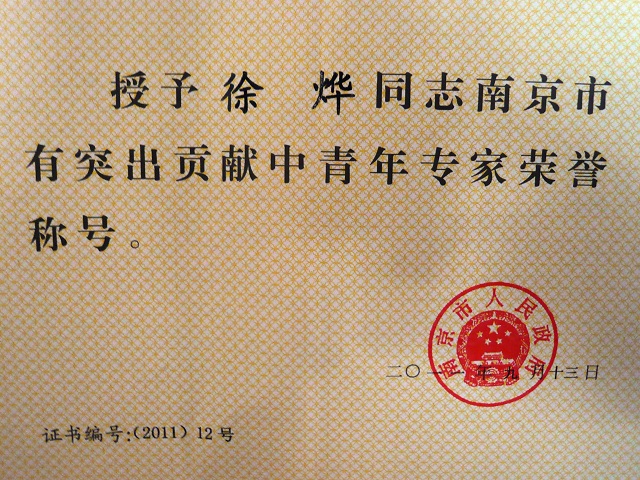 授予徐 烨同志南京市
有突出贡献中青年专家荣誉
称号。
南京市人民政府
二〇一一年九月十三日
证书编号:(2011) 12号